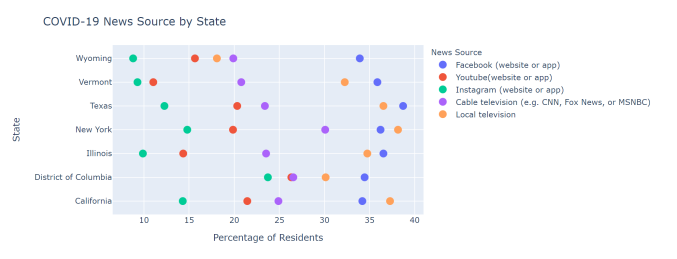 COVID-19 News Source by State
News Source
Facebook (website or app)
Youtube(website or app)
Instagram (website or app)
Cable television (e.g. CNN, Fox News, or MSNBC)
Local television
State
Wyoming
Vermont
Texas
New York
Illinois
District of Columbia
California
10 15 20 25 30 35 40
Percentage of Residents